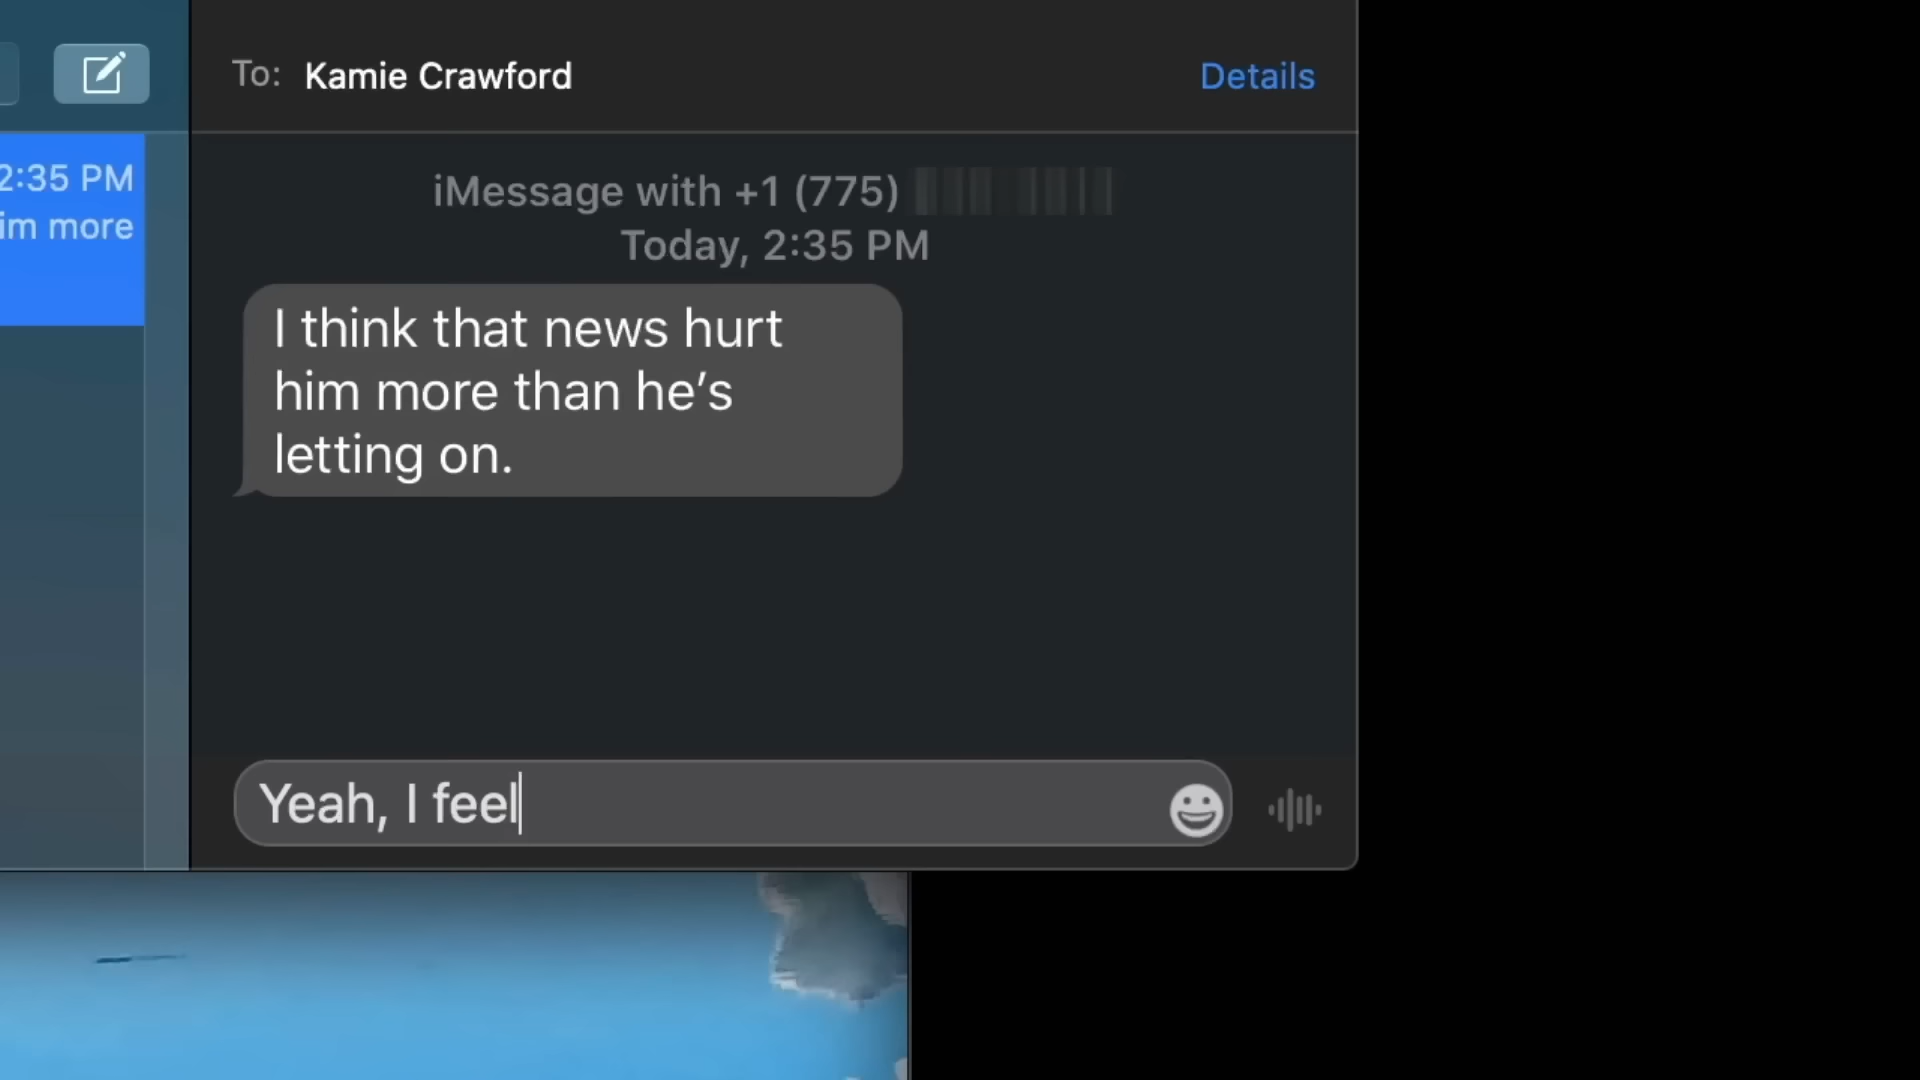 To: Kamie Crawford
Details
2:35 PM
im more
iMessage with +1 (775)
Today, 2:35 PM
I think that news hurt
him more than he’s
letting on.
Yeah, I feel